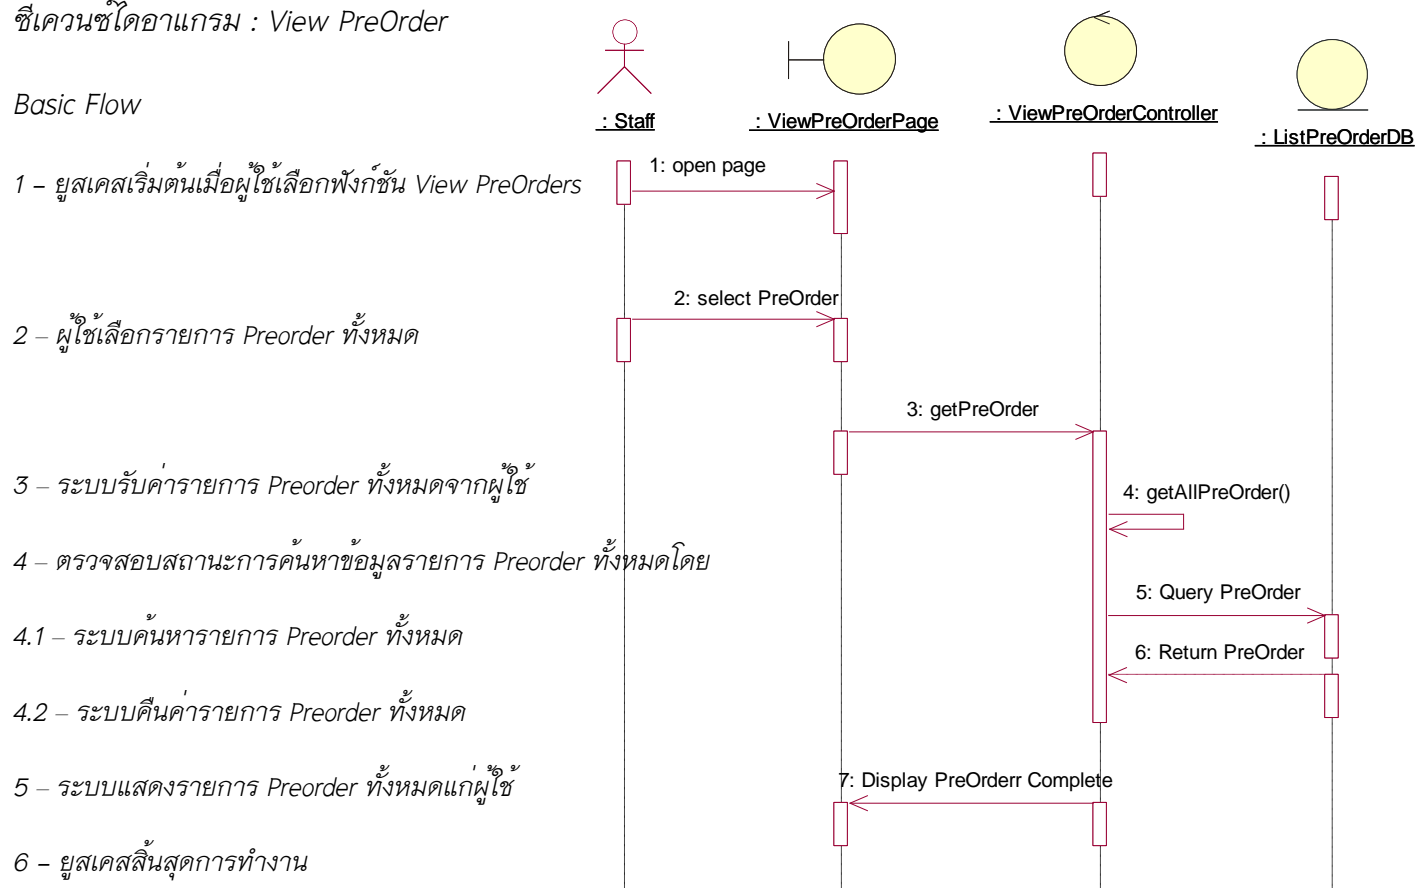 ซีเควนซ์ไดอาแกรม : View PreOrder
Basic Flow
1 – ยูสเคสเริ่มต้นเมื่อผู้ใช้เลือกฟังก์ชัน View PreOrders
2 – ผู้ใช้เลือกรายการ Preorder ทั้งหมด
3 – ระบบรับค่ารายการ Preorder ทั้งหมดจากผู้ใช้
4 – ตรวจสอบสถานะการค้นหาข้อมูลรายการ Preorder ทั้งหมดโดย
4.1 – ระบบค้นหารายการ Preorder ทั้งหมด
4.2 – ระบบคืนค่ารายการ Preorder ทั้งหมด
5 – ระบบแสดงรายการ Preorder ทั้งหมดแก่ผู้ใช้
6 – ยูสเคสสิ้นสุดการทำงาน
: Staff
: ViewPreOrderPage
: ViewPreOrderController
: ListPreOrderDB
1: open page
2: select PreOrder
3: getPreOrder
4: getAllPreOrder()
5: Query PreOrder
6: Return PreOrder
7: Display PreOrderr Complete